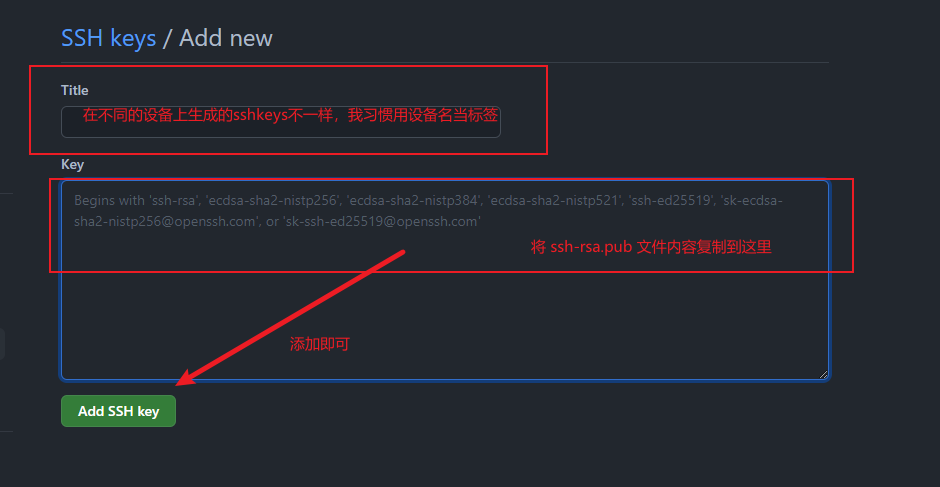 SSH keys / Add new
Title
在不同的设备上生成的sshkeys不一样，我习惯用设备名当标签
Key
Begins with 'ssh-rsa', 'ecdsa-sha2-nistp256', 'ecdsa-sha2-nistp384', 'ecdsa-sha2-nistp521', 'ssh-ed25519', 'sk-ecdsa-
sha2-nistp256@openssh.com', or 'sk-ssh-ed25519@openssh.com'
将 ssh-rsa.pub 文件内容复制到这里
添加即可
Add SSH key